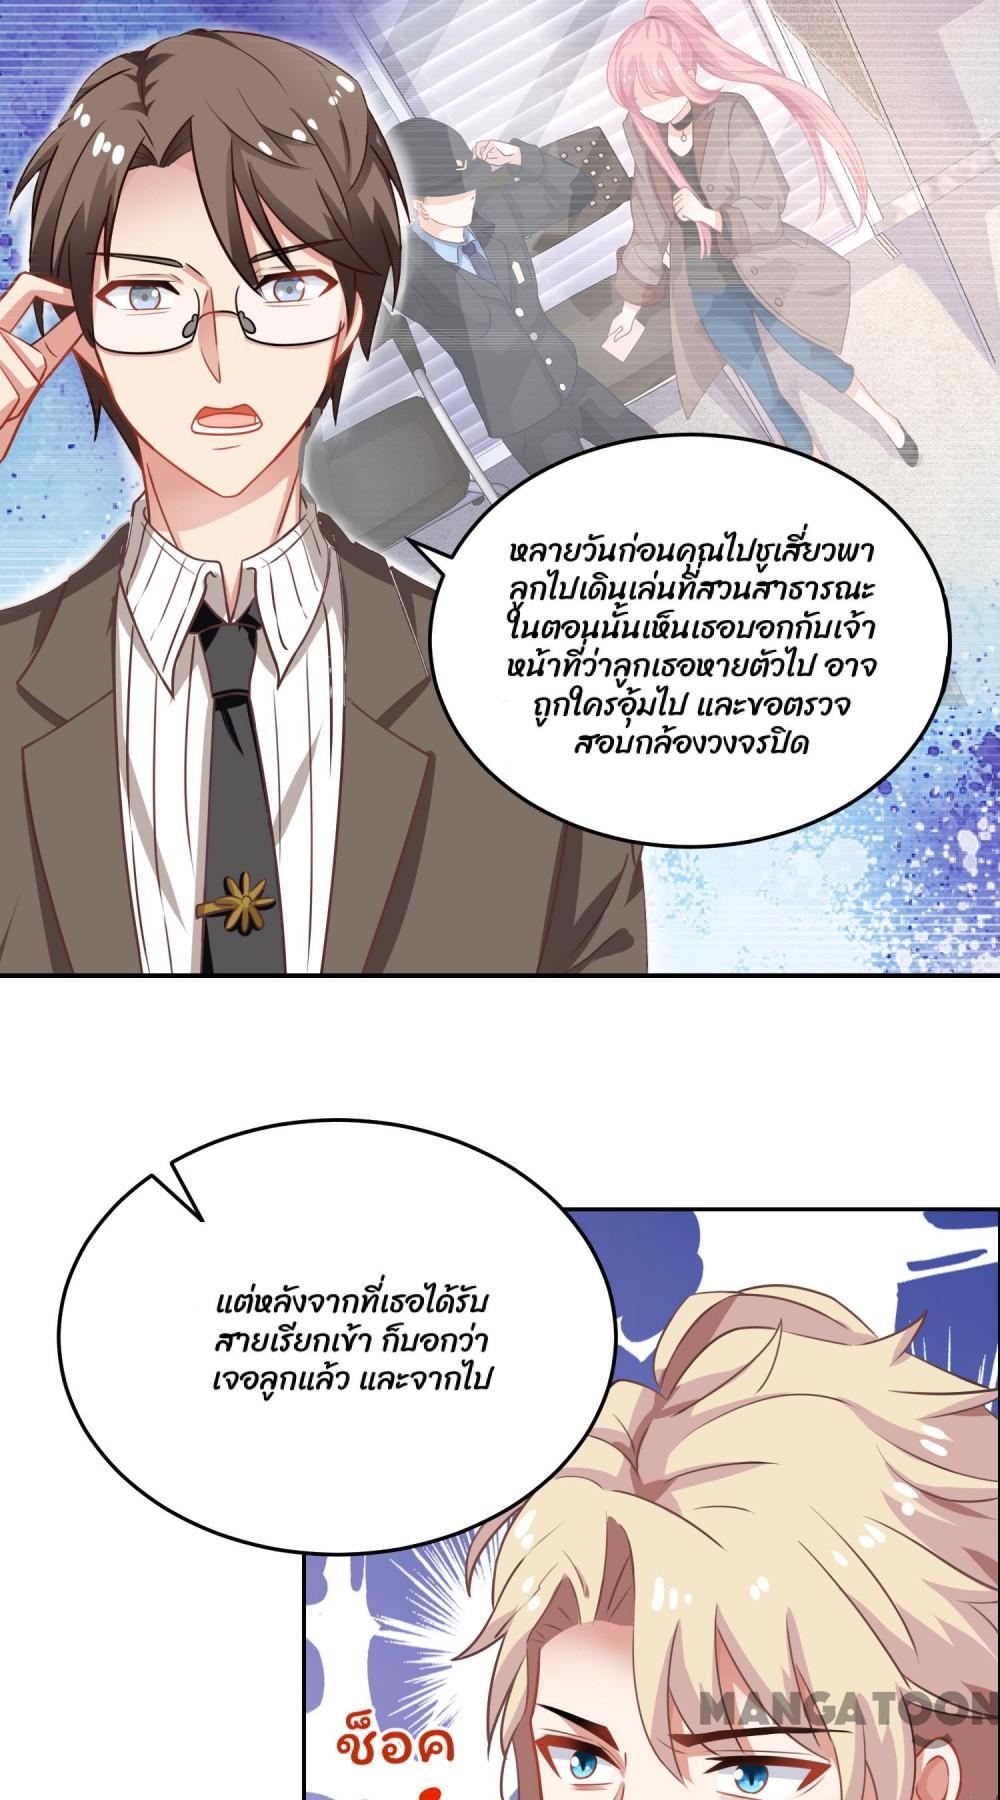 หลายวันก่อนคุณไปชูเสี่ยวพา
ลูกไปเดินเล่นที่สวนสาธารณะ
ในตอนนั้นเห็นเธอบอกกับเจ้า
หน้าที่ว่าลูกเธอหายตัวไป อาจ
ถูกใครอุ้มไป และขอตรวจ
สอบกล้องวงจรปิด
แต่หลังจากที่เธอได้รับ
สายเรียกเข้า ก็บอกว่า
เจอลูกแล้ว และจากไป
MANGATOON
ช็อค